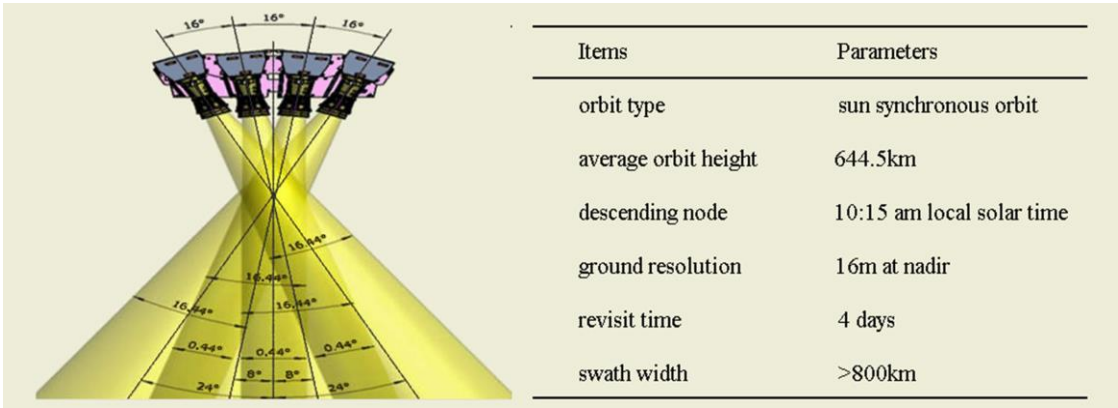 16° 16° 16°
16.44°
16.44°
16.44° 16.44°
0.44° 0.44° 0.44°
24° 8° 8° 24°
Items Parameters
orbit type sun synchronous orbit
average orbit height 644.5km
descending node 10:15 am local solar time
ground resolution 16m at nadir
revisit time 4 days
swath width >800km